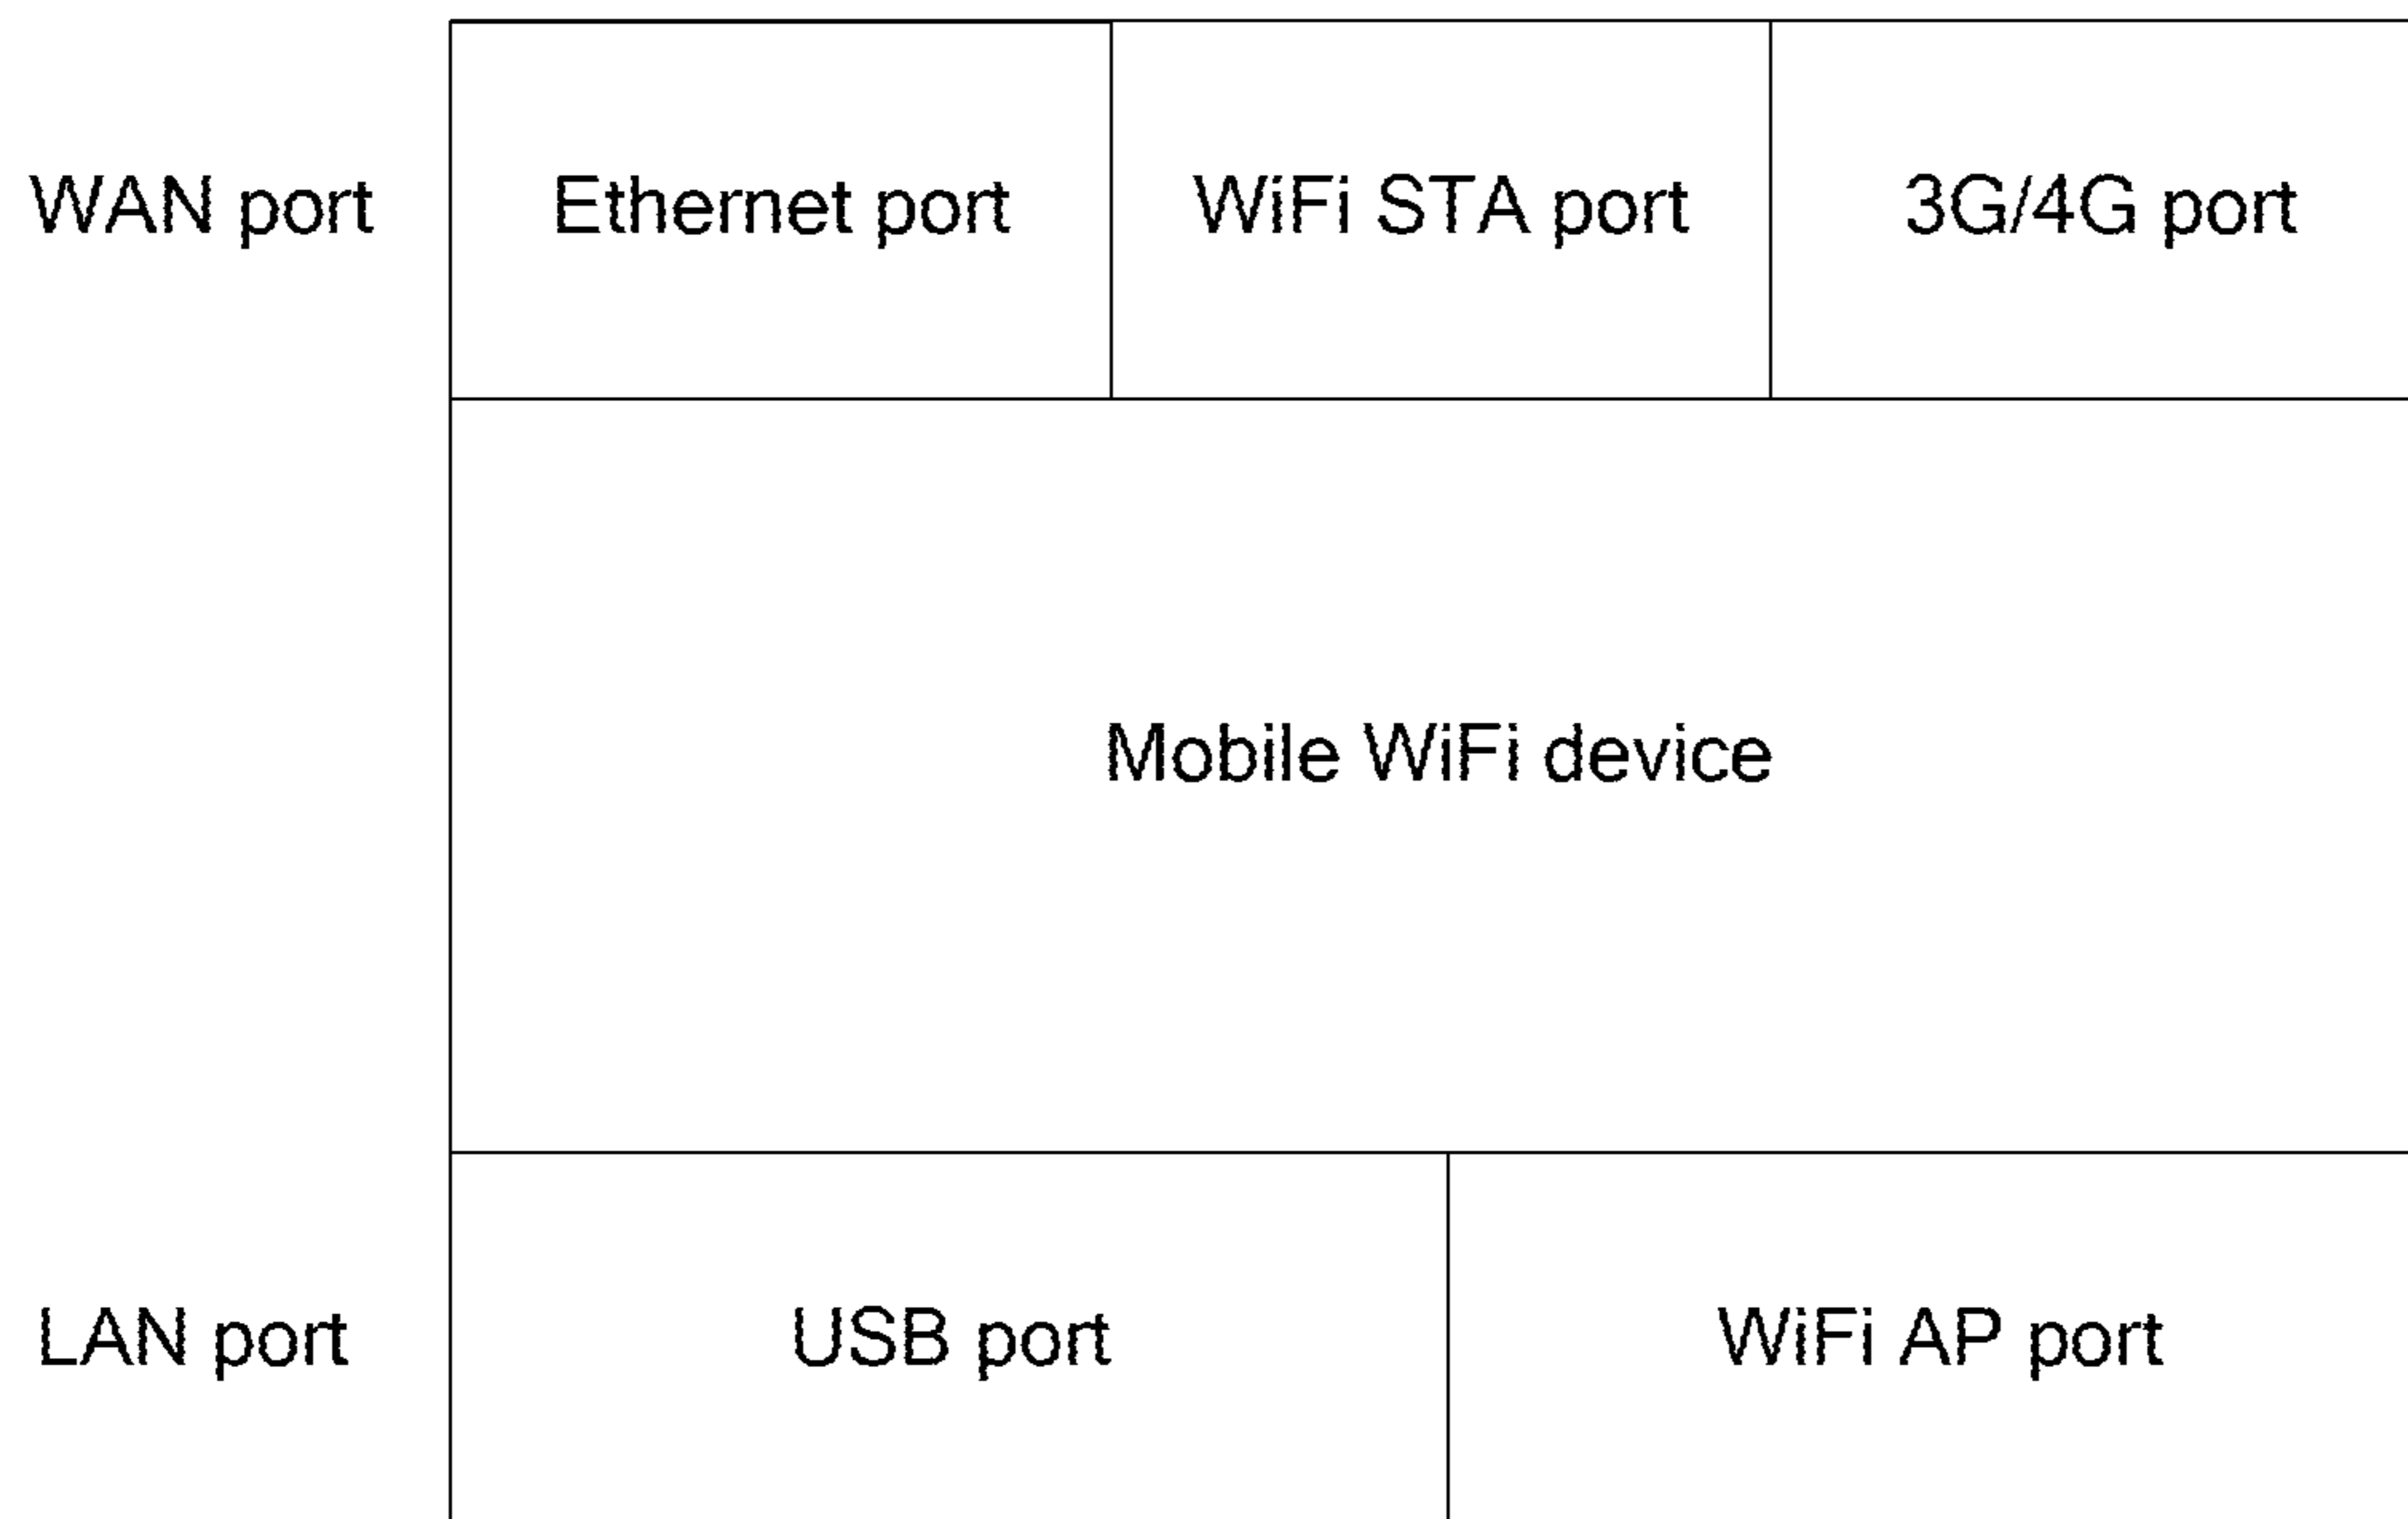 WAN port
Ethernet port
WiFi STA port
3G/4G port
Mobile WiFi device
LAN port
USB port
WiFi AP port